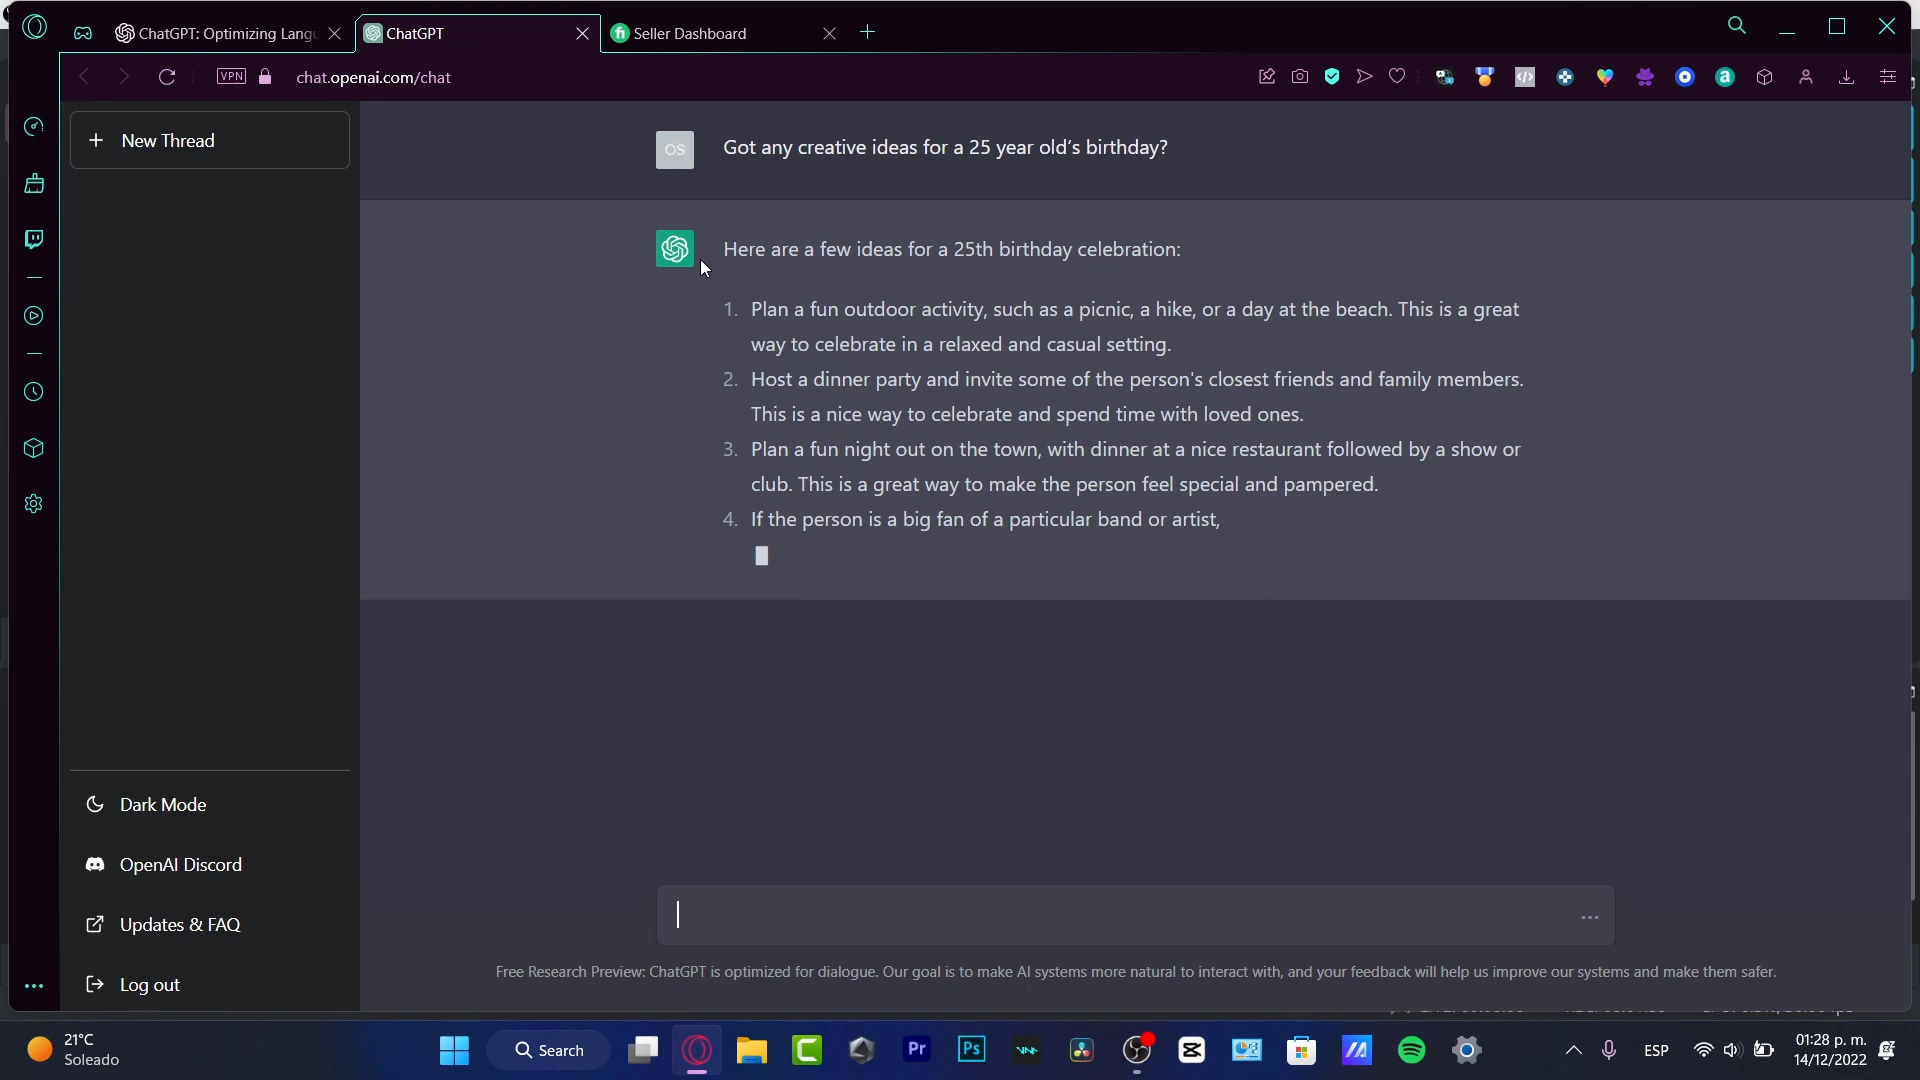 ChatGPT: Optimizing Langu
ChatGPT
Seller Dashboard
VPN
chat.openai.com/chat
New Thread
OS
Got any creative ideas for a 25 year old's birthday?
Here are a few ideas for a 25th birthday celebration:
1. Plan a fun outdoor activity, such as a picnic, a hike, or a day at the beach. This is a great
way to celebrate in a relaxed and casual setting.
2. Host a dinner party and invite some of the person's closest friends and family members.
This is a nice way to celebrate and spend time with loved ones.
3. Plan a fun night out on the town, with dinner at a nice restaurant followed by a show or
club. This is a great way to make the person feel special and pampered.
4. If the person is a big fan of a particular band or artist,
Dark Mode
OpenAI Discord
Updates & FAQ
Log out
Free Research Preview: ChatGPT is optimized for dialogue. Our goal is to make AI systems more natural to interact with, and your feedback will help us improve our systems and make them safer.
21°C
Soleado
Search
Pr
Ps
ESP
01:28 p. m.
14/12/2022